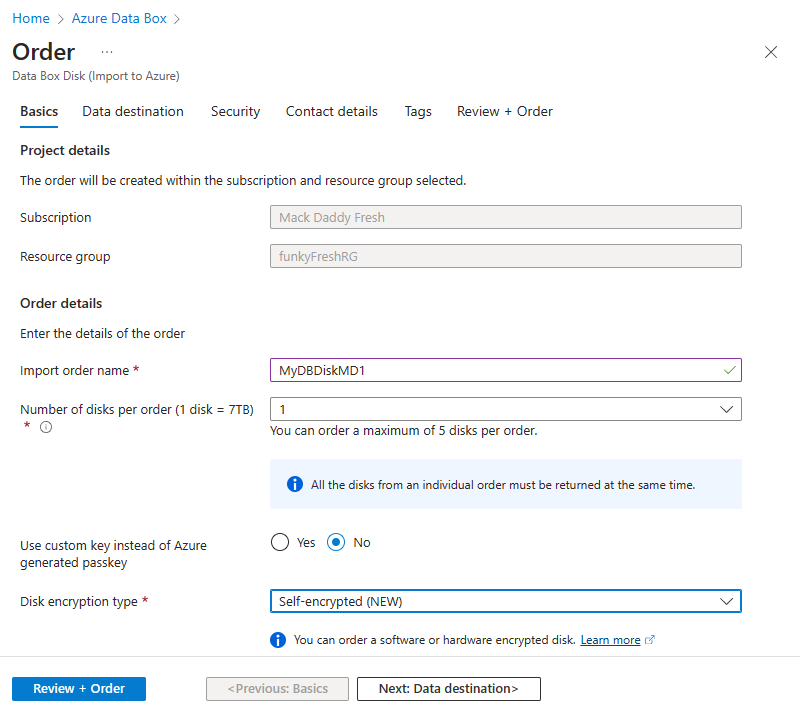 Home > Azure Data Box >
Order ...
Data Box Disk (Import to Azure)
Basics Data destination Security Contact details Tags Review + Order
Project details
The order will be created within the subscription and resource group selected.
Subscription Mack Daddy Fresh
Resource group funkyFreshRG
Order details
Enter the details of the order
Import order name * MyDBDiskMD1
Number of disks per order (1 disk = 7TB) 1
*
You can order a maximum of 5 disks per order.
All the disks from an individual order must be returned at the same time.
Use custom key instead of Azure Yes No
generated passkey
Disk encryption type * Self-encrypted (NEW)
You can order a software or hardware encrypted disk. Learn more
Review + Order <Previous: Basics Next: Data destination>